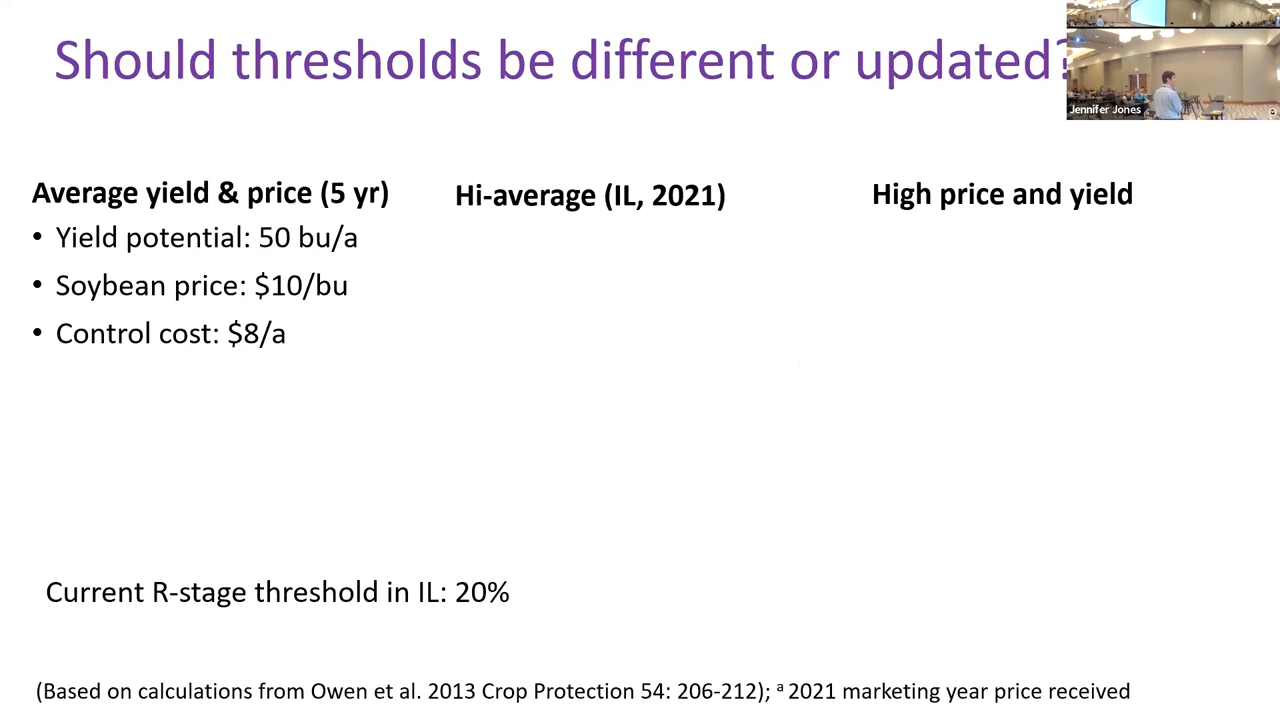 Should thresholds be different or updated?
Jennifer Jones
Average yield & price (5 yr)
Hi-average (IL, 2021)
High price and yield
• Yield potential: 50 bu/a
• Soybean price: $10/bu
• Control cost: $8/a
Current R-stage threshold in IL: 20%
(Based on calculations from Owen et al. 2013 Crop Protection 54: 206-212); ᵃ 2021 marketing year price received